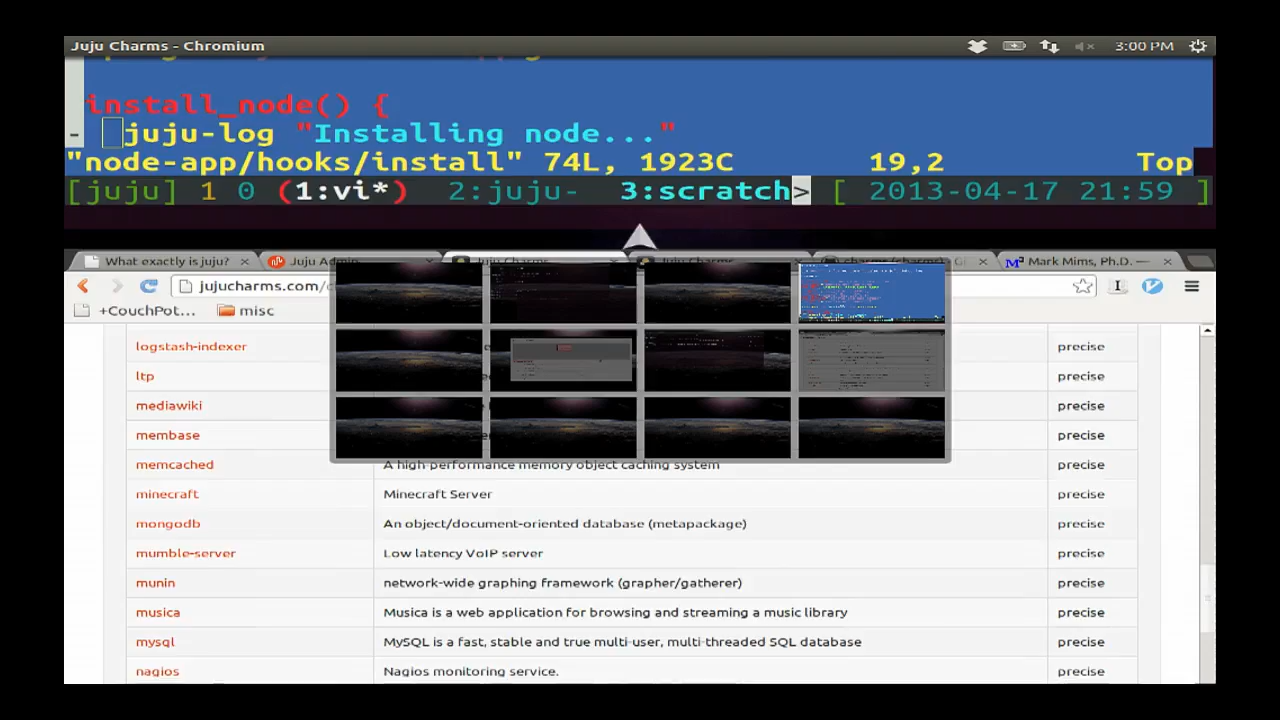 Juju Charms - Chromium
3:00 PM
install_node() {
- juju-log "Installing node..."
"node-app/hooks/install" 74L, 1923C 19,2 Top
[juju] 1 0 (1:vi*) 2:juju- 3:scratch> [ 2013-04-17 21:59 ]
What exactly is juju? × Juju × × × Mark Mims, Ph.D. — ×
jujucharms.com/
+CouchPot... misc
logstash-indexer precise
ltp precise
mediawiki precise
membase precise
memcached A high-performance memory object caching system precise
minecraft Minecraft Server precise
mongodb An object/document-oriented database (metapackage) precise
mumble-server Low latency VoIP server precise
munin network-wide graphing framework (grapher/gatherer) precise
musica Musica is a web application for browsing and streaming a music library precise
mysql MySQL is a fast, stable and true multi-user, multi-threaded SQL database precise
nagios Nagios monitoring service. precise